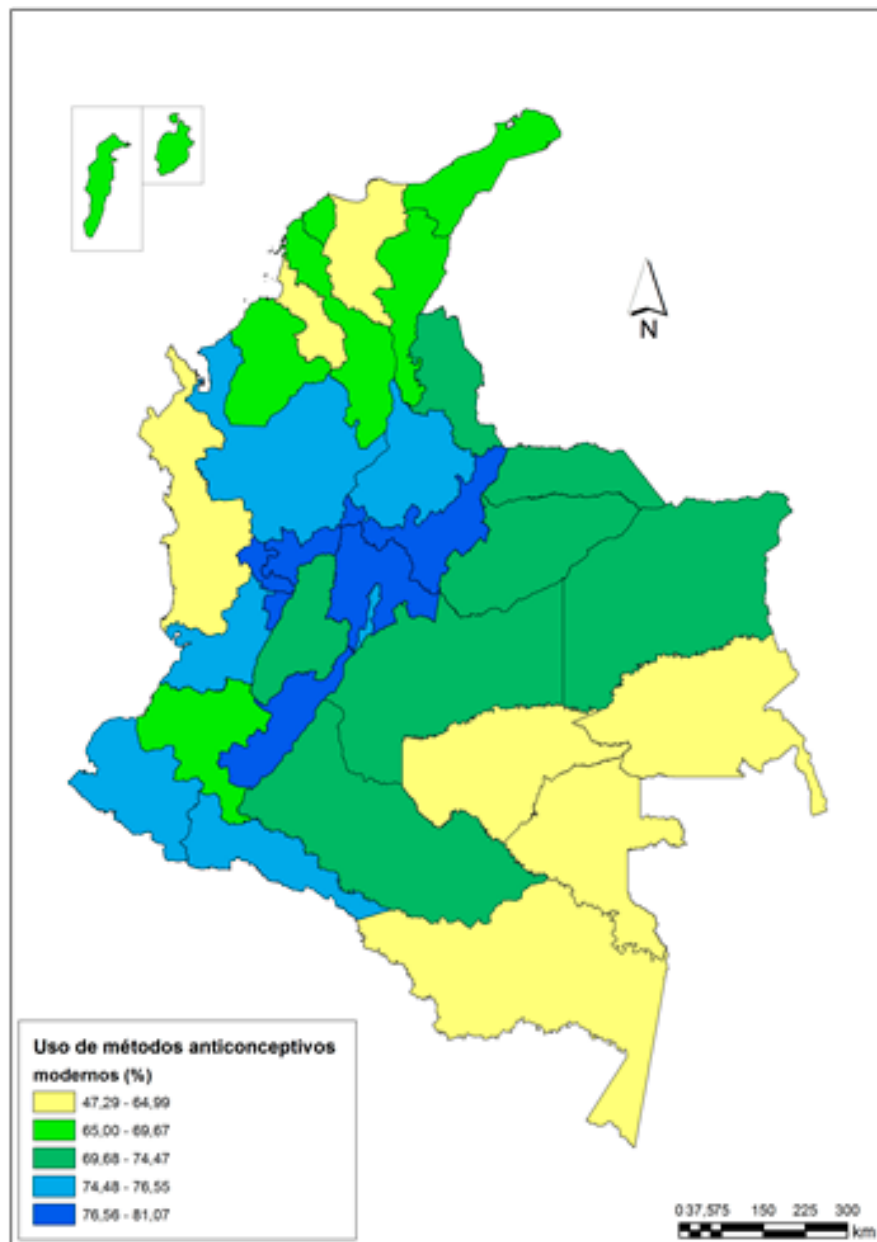 N
Uso de métodos anticonceptivos
modernos (%)
47,29 - 64,99
65,00 - 69,67
69,68 - 74,47
74,48 - 76,55
76,56 - 81,07
0 37,575 150 225 300
km